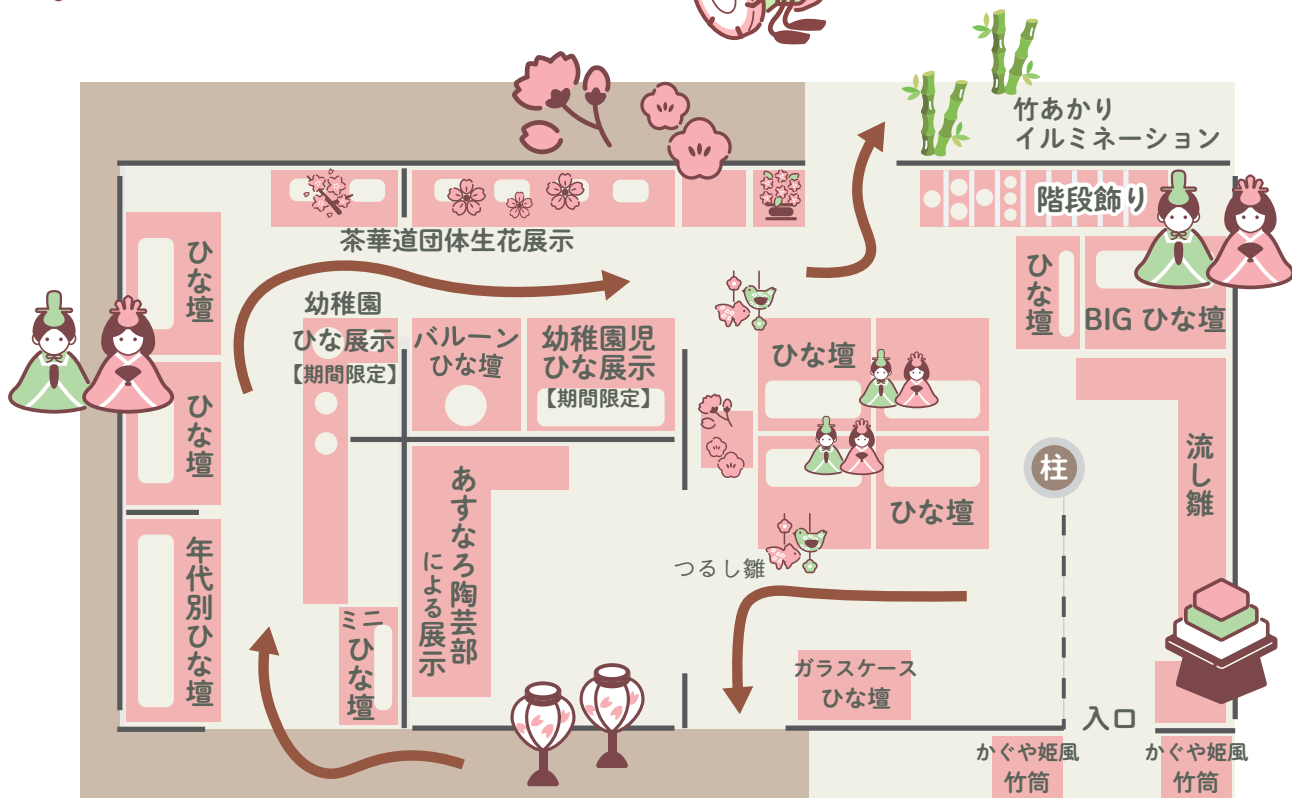 竹あかり
イルミネーション
階段飾り
茶華道団体生花展示
ひな壇
ひな壇
年代別ひな壇
幼稚園
ひな展示
【期間限定】
バルーン
ひな壇
幼稚園児
ひな展示
【期間限定】
ひな壇
BIG ひな壇
ひな壇
ひな壇
柱
流し雛
あすなろ陶芸部
による展示
つるし雛
ミニ
ひな壇
ガラスケース
ひな壇
入口
かぐや姫風
竹筒
かぐや姫風
竹筒